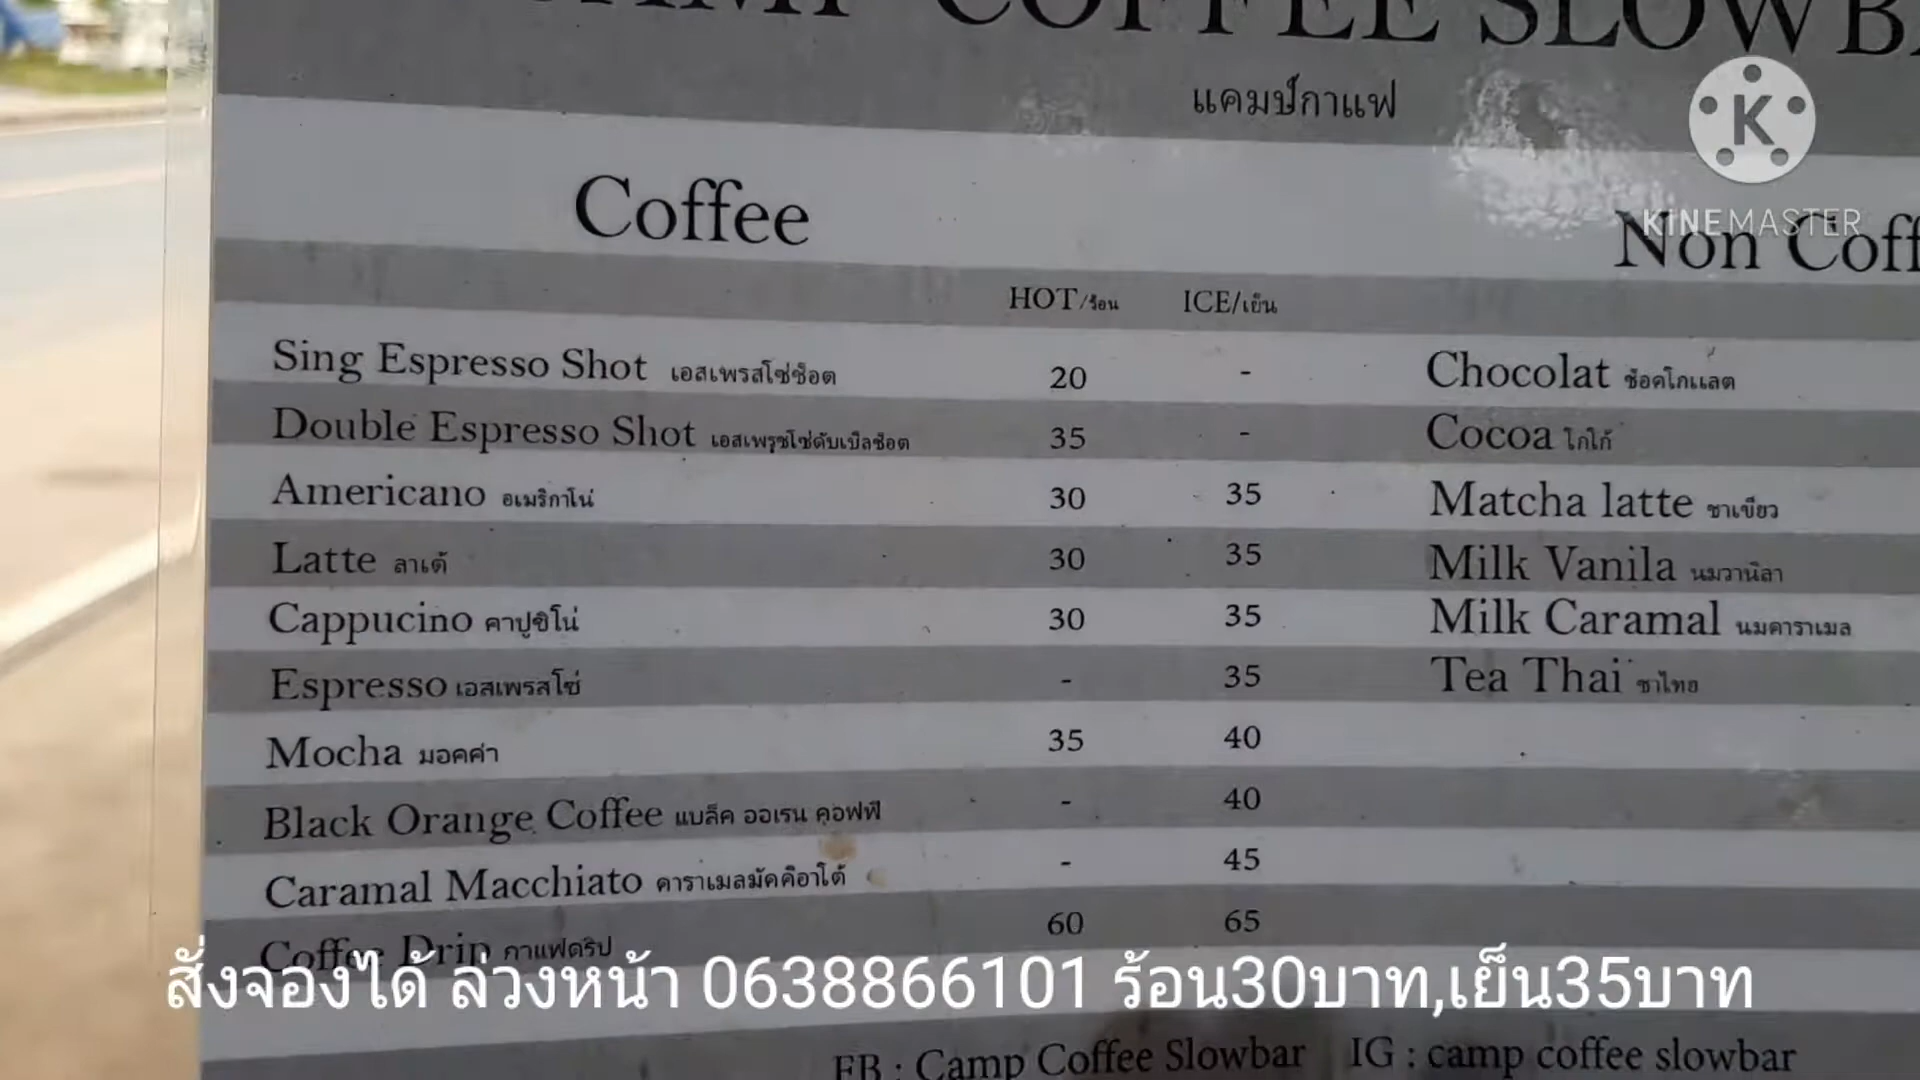 COFFEE SLOWB
แคมป์กาแฟ
KINEMASTER
Coffee
Non Coff
HOT/ร้อน ICE/เย็น
Sing Espresso Shot เอสเพรสโซ่ช็อต 20 -
Chocolat ช็อคโกแลต
Double Espresso Shot เอสเพรชโซ่ดับเบิลช็อต 35 -
Cocoa โกโก้
Americano อเมริกาโน่ 30 35
Matcha latte ชาเขียว
Latte ลาเต้ 30 35
Milk Vanila นมวานิลา
Cappucino คาปูชิโน่ 30 35
Milk Caramal นมคาราเมล
Espresso เอสเพรสโซ่ - 35
Tea Thai ชาไทย
Mocha มอคค่า 35 40
Black Orange Coffee แบล็ค ออเรน คอฟฟี - 40
Caramal Macchiato คาราเมลมัคคิอาโต้ - 45
Coffee Drip กาแฟดริป 60 65
สั่งจองได้ ล่วงหน้า 0638866101 ร้อน30บาท,เย็น35บาท
FB : Camp Coffee Slowbar IG : camp coffee slowbar